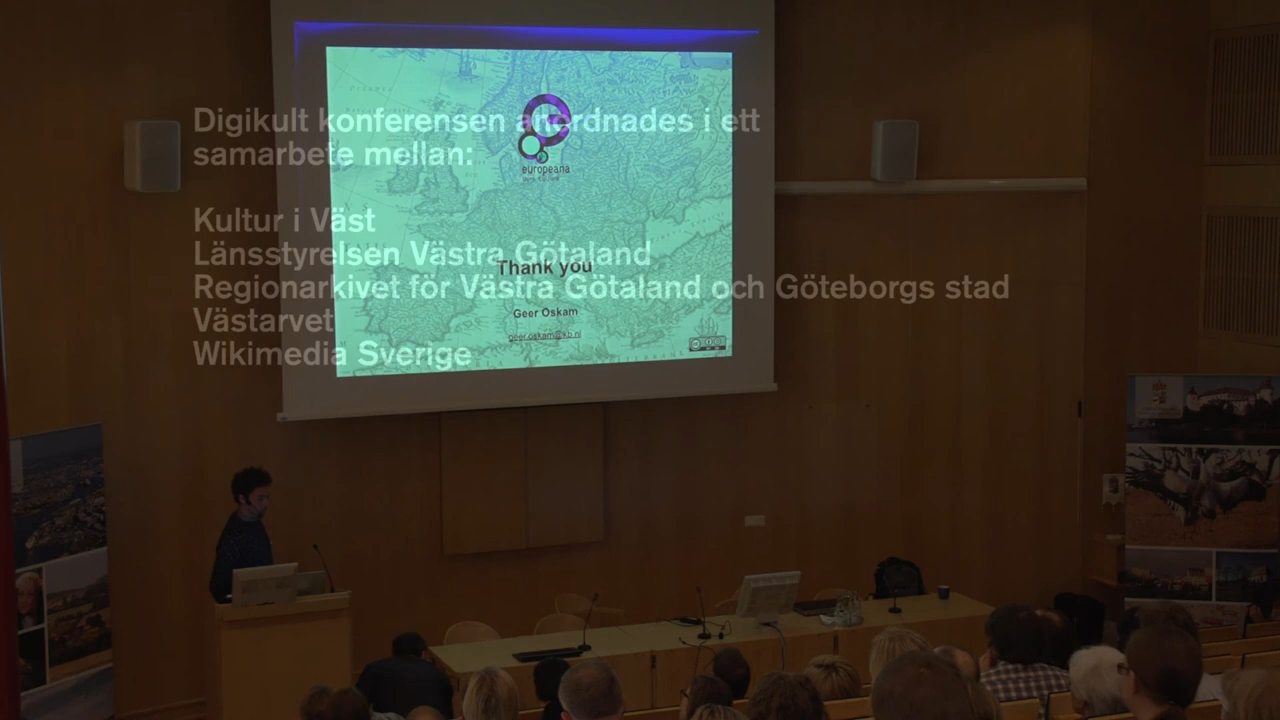 Digikult konferensen anordnades i ett
samarbete mellan:
Kultur i Väst
Länsstyrelsen Västra Götaland
Regionarkivet för Västra Götaland och Göteborgs stad
Västarvet
Wikimedia Sverige
europeana
Thank you
Geer Oskam
geer.oskam@kb.nl